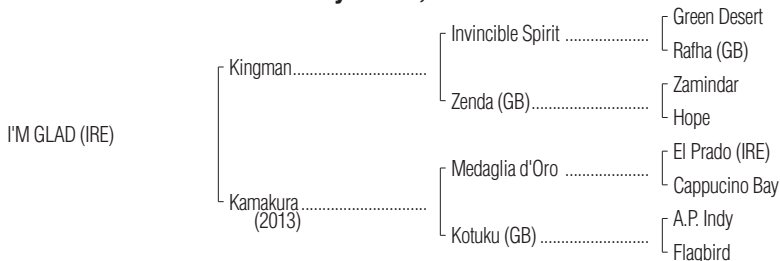 Green Desert
Invincible Spirit ....................
Rafha (GB)
Kingman................................
Zamindar
Zenda (GB)............................
Hope
I'M GLAD (IRE)
El Prado (IRE)
Medaglia d'Oro ....................
Cappucino Bay
Kamakura..............................
(2013)
A.P. Indy
Kotuku (GB) ..........................
Flagbird